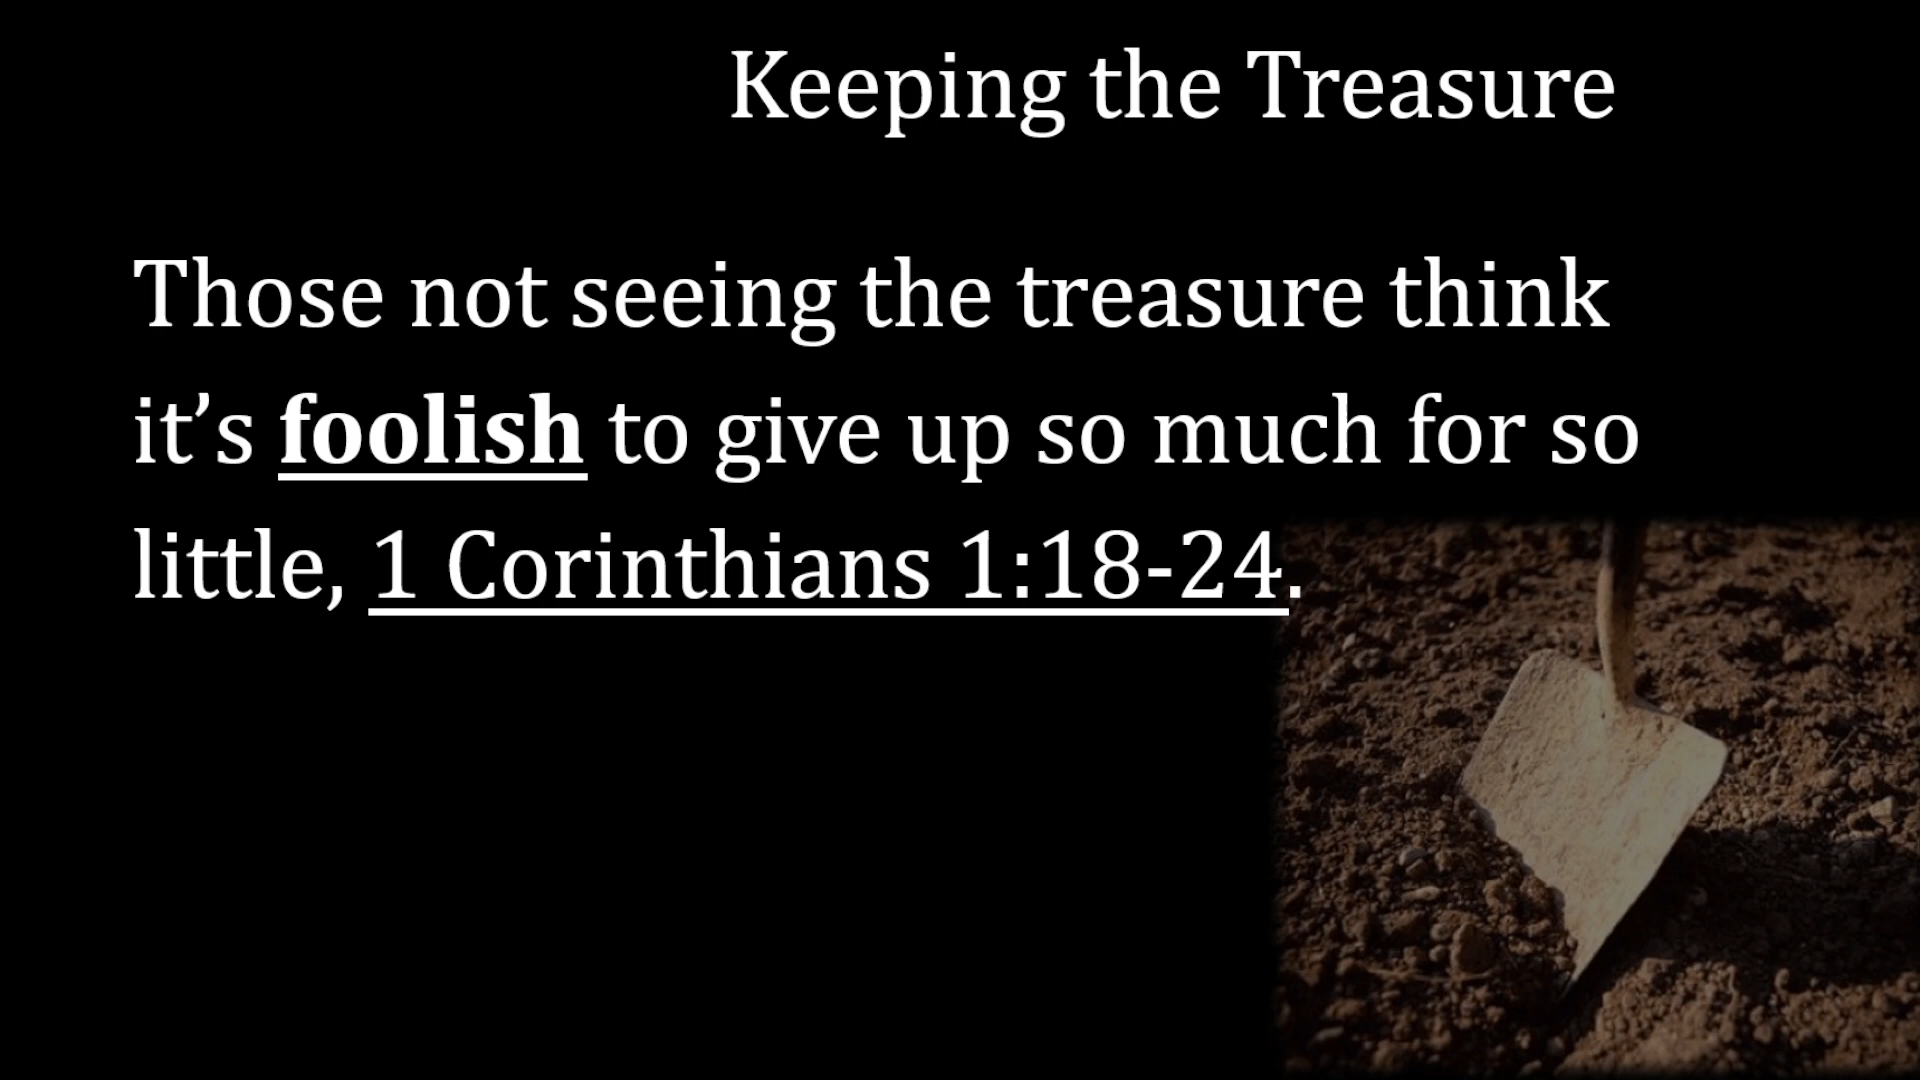 Keeping the Treasure
Those not seeing the treasure think
it’s foolish to give up so much for so
little, 1 Corinthians 1:18-24.